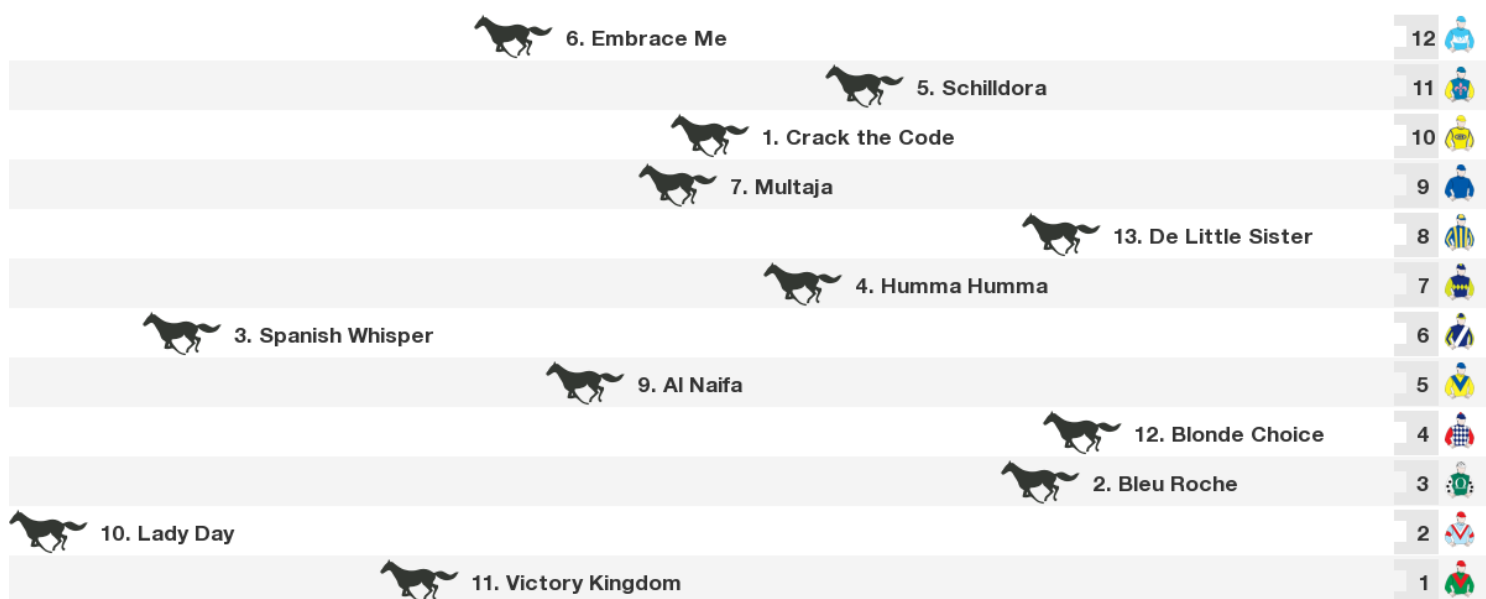 6. Embrace Me 12
5. Schilldora 11
1. Crack the Code 10
7. Multaja 9
13. De Little Sister 8
4. Humma Humma 7
3. Spanish Whisper 6
9. Al Naifa 5
12. Blonde Choice 4
2. Bleu Roche 3
10. Lady Day 2
11. Victory Kingdom 1